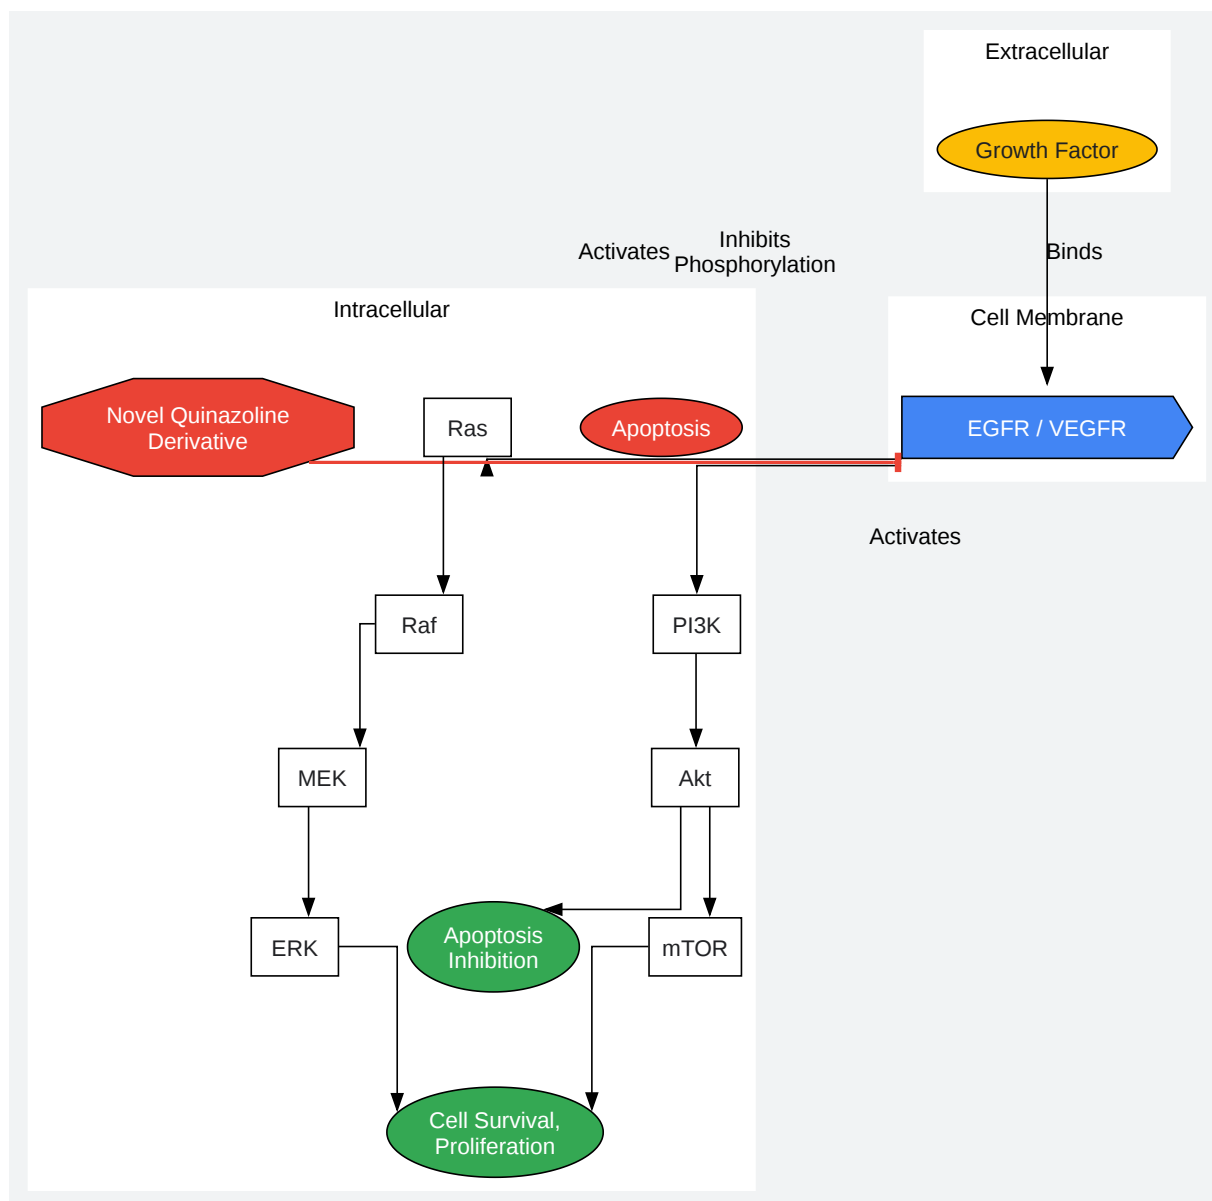 Extracellular
Growth Factor
Activates
Inhibits
Phosphorylation
Binds
Intracellular
Cell Membrane
Novel Quinazoline
Derivative
Ras
Apoptosis
EGFR / VEGFR
Activates
Raf
PI3K
MEK
Akt
ERK
Apoptosis
Inhibition
mTOR
Cell Survival,
Proliferation